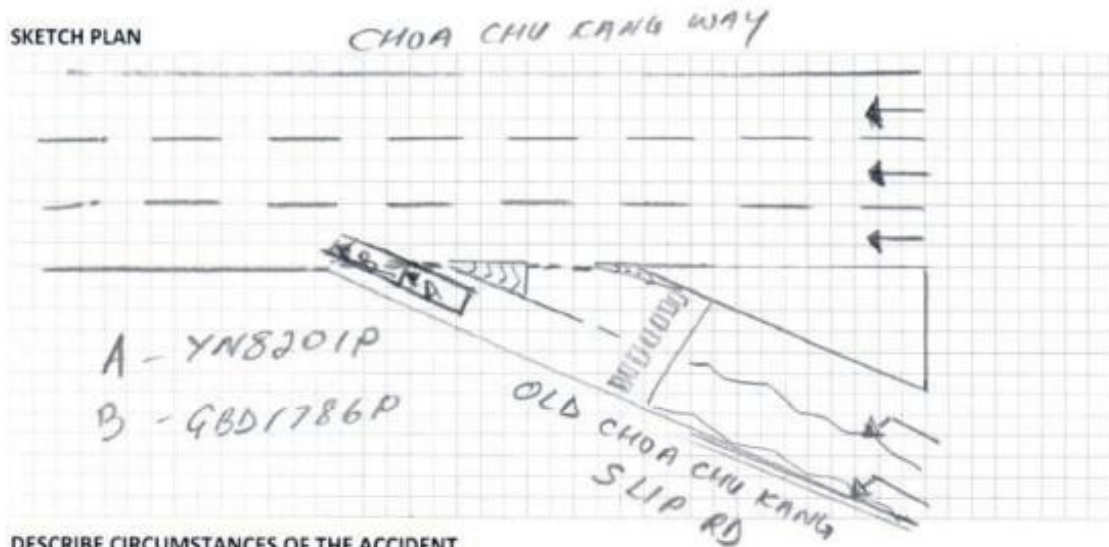 SKETCH PLAN
CHOA CHU KANG WAY
B
A
A - YN8201P
B - GBD1786P
OLD CHOA CHU KANG
SLIP RD
DESCRIBE CIRCUMSTANCES OF THE ACCIDENT